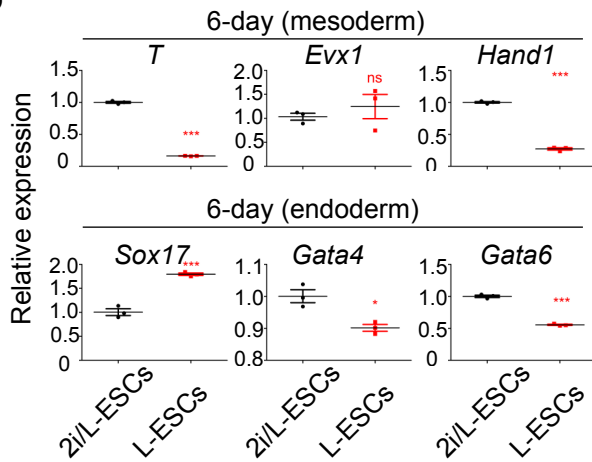 6-day (mesoderm)
T Evx1 Hand1
1.5 2.0 1.5
*** ns ***
1.5
1.0 1.0 1.0
0.5 0.5 0.5
0 0 0
Relative expression
6-day (endoderm)
Sox17 Gata4 Gata6
2.0 1.1 1.5
*** * ***
1.5 1.0 1.0
1.0 0.9 0.5
0.5
0 0.8 0
2i/L-ESCs L-ESCs 2i/L-ESCs L-ESCs 2i/L-ESCs L-ESCs